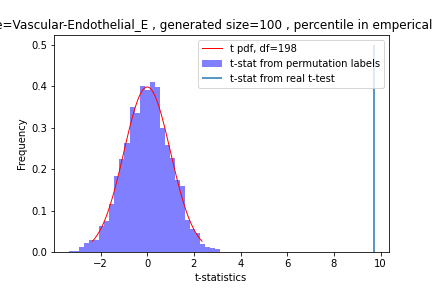 e=Vascular-Endothelial_E , generated size=100 , percentile in emperical
t pdf, df=198
t-stat from permutation labels
t-stat from real t-test
Frequency
0.5
0.4
0.3
0.2
0.1
0.0
−2
0
2
4
6
8
10
t-statistics